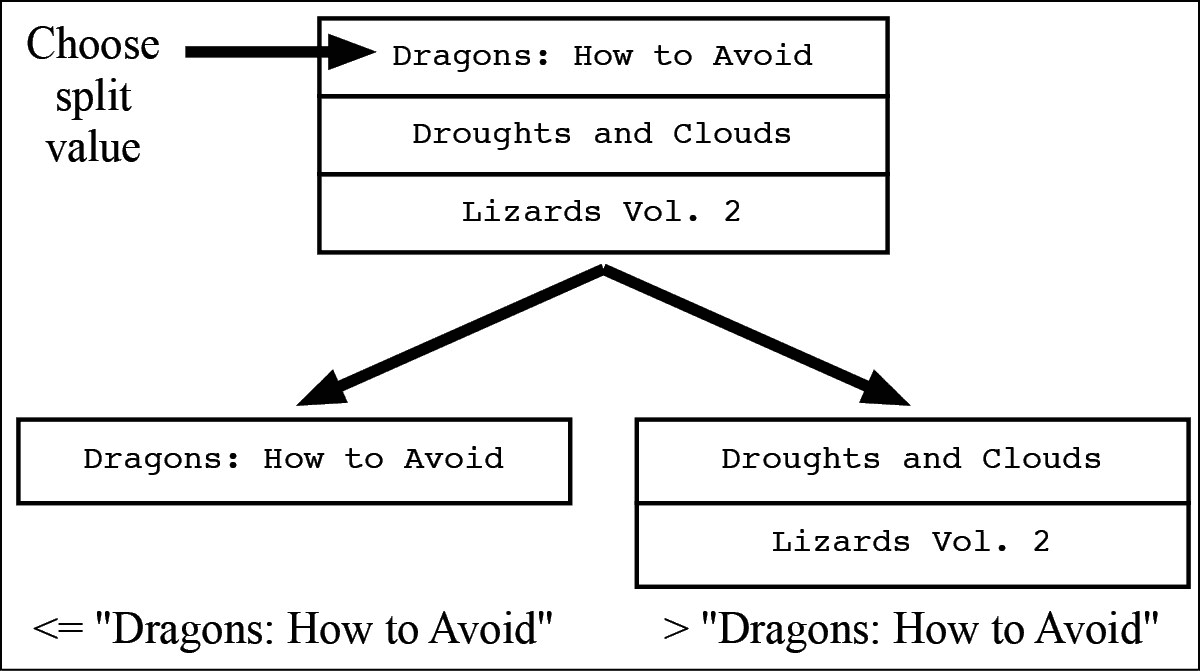 Choose
split
value
Dragons: How to Avoid
Droughts and Clouds
Lizards Vol. 2
Dragons: How to Avoid
Droughts and Clouds
Lizards Vol. 2
<= "Dragons: How to Avoid"
> "Dragons: How to Avoid"